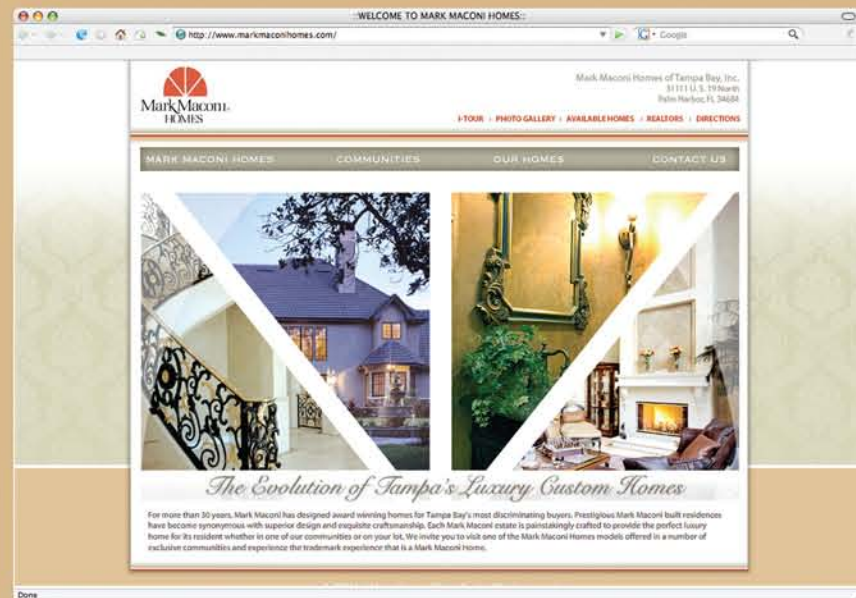 ::WELCOME TO MARK MACONI HOMES::
http://www.markmaconihomes.com/
Google
Mark Maconi
HOMES
Mark Maconi Homes of Tampa Bay, Inc.
31111 U. S. 19 North
Palm Harbor, FL 34684
I-TOUR PHOTO GALLERY AVAILABLE HOMES REALTORS DIRECTIONS
MARK MACONI HOMES COMMUNITIES OUR HOMES CONTACT US
The Evolution of Tampa's Luxury Custom Homes
For more than 30 years, Mark Maconi has designed award winning homes for Tampa Bay's most discriminating buyers. Prestigious Mark Maconi built residences
have become synonymous with superior design and exquisite craftsmanship. Each Mark Maconi estate is painstakingly crafted to provide the perfect luxury
home for its resident whether in one of our communities or on your lot. We invite you to visit one of the Mark Maconi Homes models offered in a number of
exclusive communities and experience the trademark experience that is a Mark Maconi Home.
Done